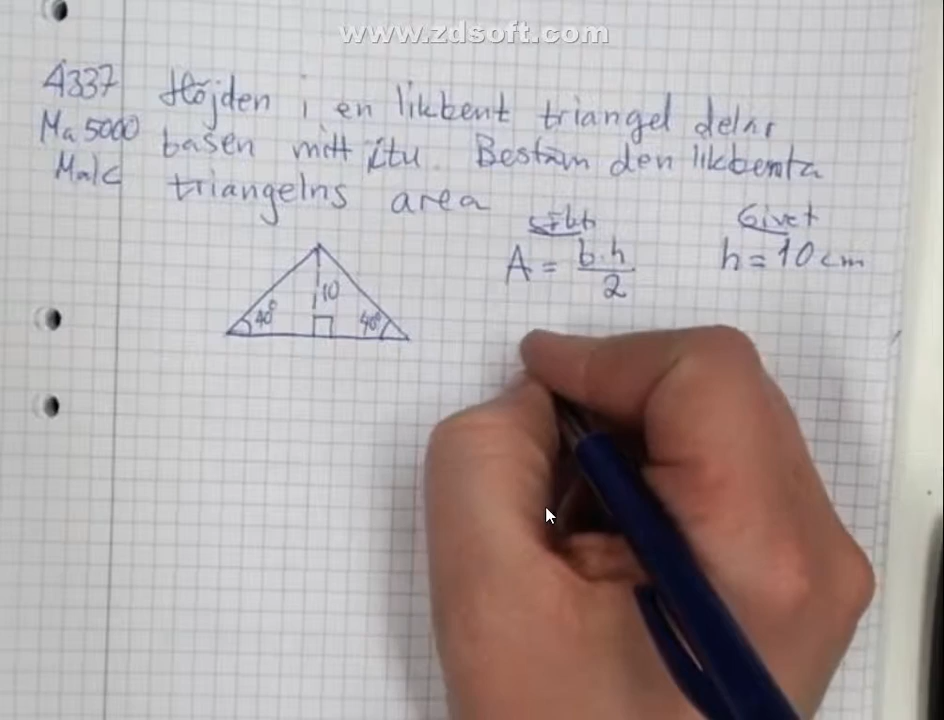 www.zdsoft.com
4337 Höjden i en likbent triangel delar
Ma 5000 basen mitt itu. Bestäm den likbenta
Ma1c triangelns area
Sökt Givet
A = b·h / 2 h = 10 cm
10
40° 40°